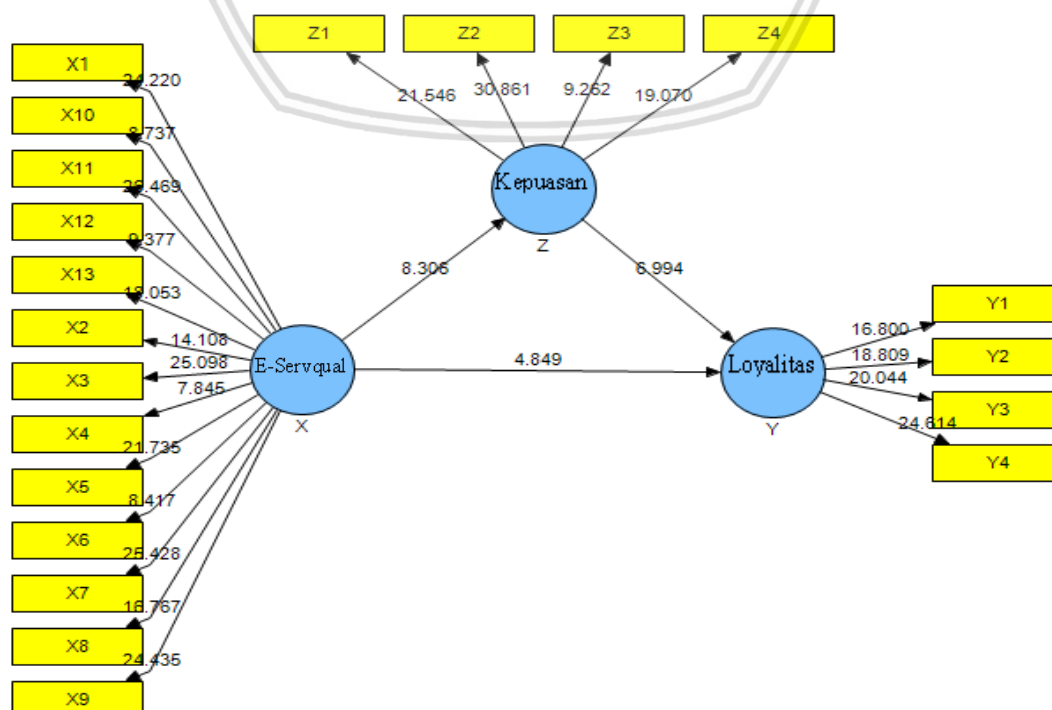 Z1 Z2 Z3 Z4
21.546 30.861 9.262 19.070
X1
X10
8.737
X11
X12
9.377
X13
X2
14.108
X3
25.098
X4
7.845
X5
21.735
X6
8.417
X7
25.428
X8
16.767
X9
24.435
E-Servqual
X
8.306
Kepuasan
Z
6.994
4.849
Loyalitas
Y
16.800
Y1
18.809
Y2
20.044
Y3
24.614
Y4